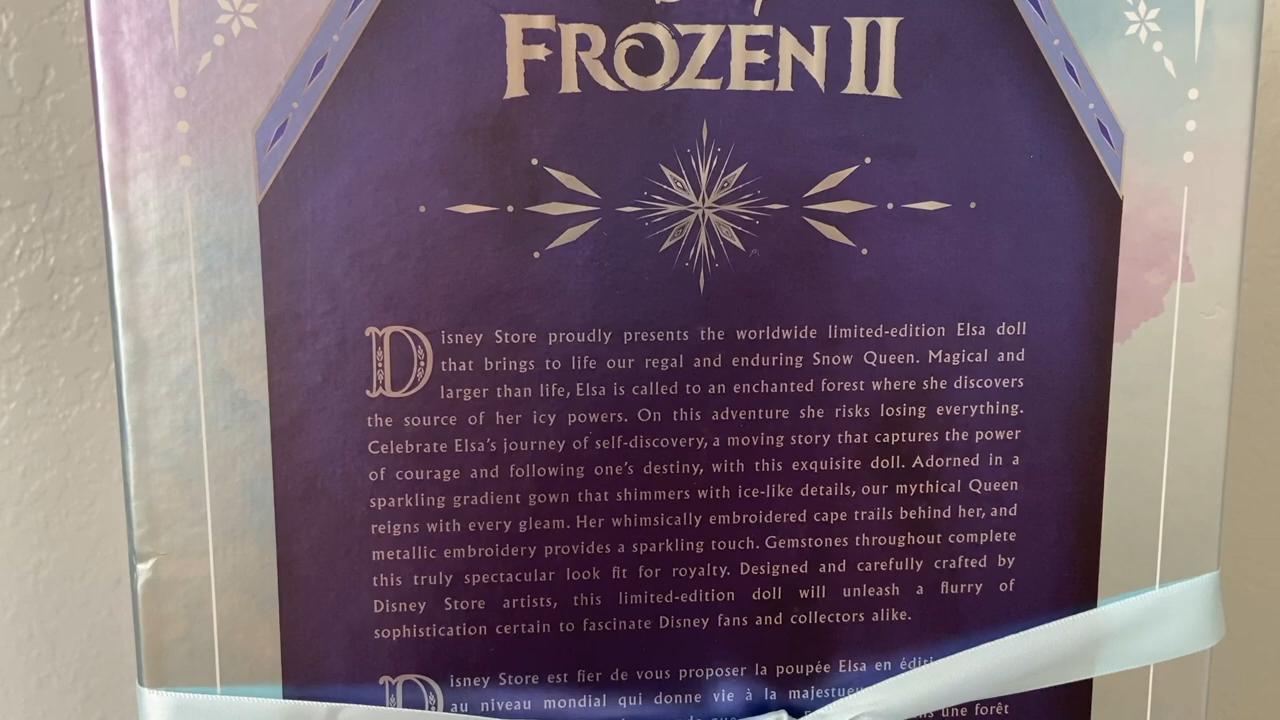 FROZEN II
Disney Store proudly presents the worldwide limited-edition Elsa doll
that brings to life our regal and enduring Snow Queen. Magical and
larger than life, Elsa is called to an enchanted forest where she discovers
the source of her icy powers. On this adventure she risks losing everything.
Celebrate Elsa's journey of self-discovery, a moving story that captures the power
of courage and following one's destiny, with this exquisite doll. Adorned in a
sparkling gradient gown that shimmers with ice-like details, our mythical Queen
reigns with every gleam. Her whimsically embroidered cape trails behind her, and
metallic embroidery provides a sparkling touch. Gemstones throughout complete
this truly spectacular look fit for royalty. Designed and carefully crafted by
Disney Store artists, this limited-edition doll will unleash a flurry of
sophistication certain to fascinate Disney fans and collectors alike.
Disney Store est fier de vous proposer la poupée Elsa en
au niveau mondial qui donne vie à la
une forêt